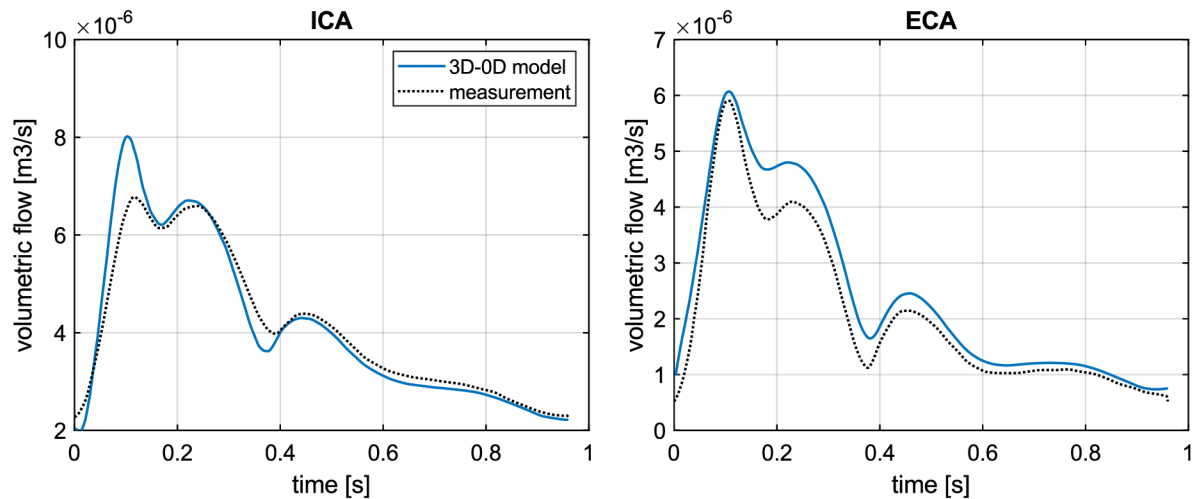 ICA
×10⁻⁶
10
8
6
4
2
volumetric flow [m3/s]
3D-0D model
measurement
0 0.2 0.4 0.6 0.8 1
time [s]
ECA
×10⁻⁶
7
6
5
4
3
2
1
0
volumetric flow [m3/s]
0 0.2 0.4 0.6 0.8 1
time [s]